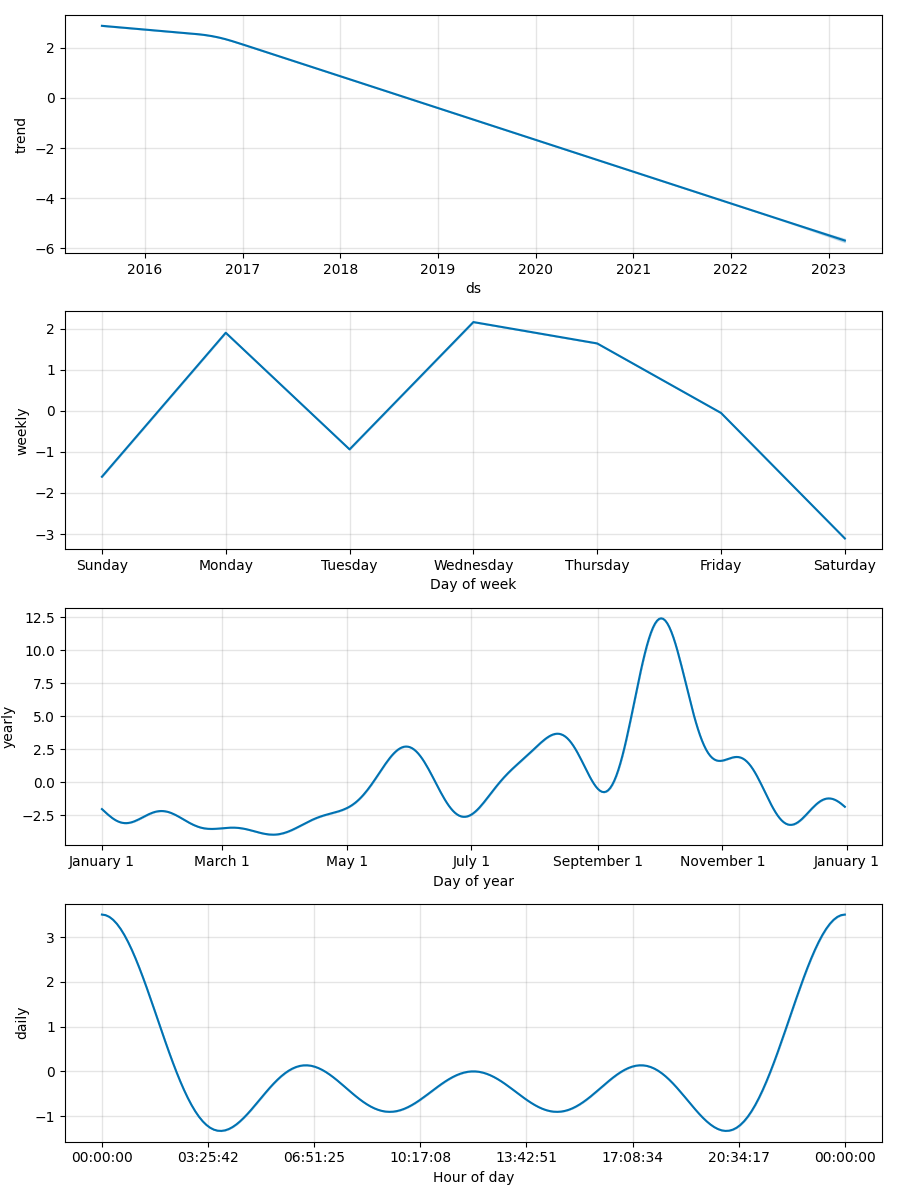 2
0
−2
−4
−6
trend
2016 2017 2018 2019 2020 2021 2022 2023
ds
2
1
0
−1
−2
−3
weekly
Sunday Monday Tuesday Wednesday Thursday Friday Saturday
Day of week
12.5
10.0
7.5
5.0
2.5
0.0
−2.5
yearly
January 1 March 1 May 1 July 1 September 1 November 1 January 1
Day of year
3
2
1
0
−1
daily
00:00:00 03:25:42 06:51:25 10:17:08 13:42:51 17:08:34 20:34:17 00:00:00
Hour of day